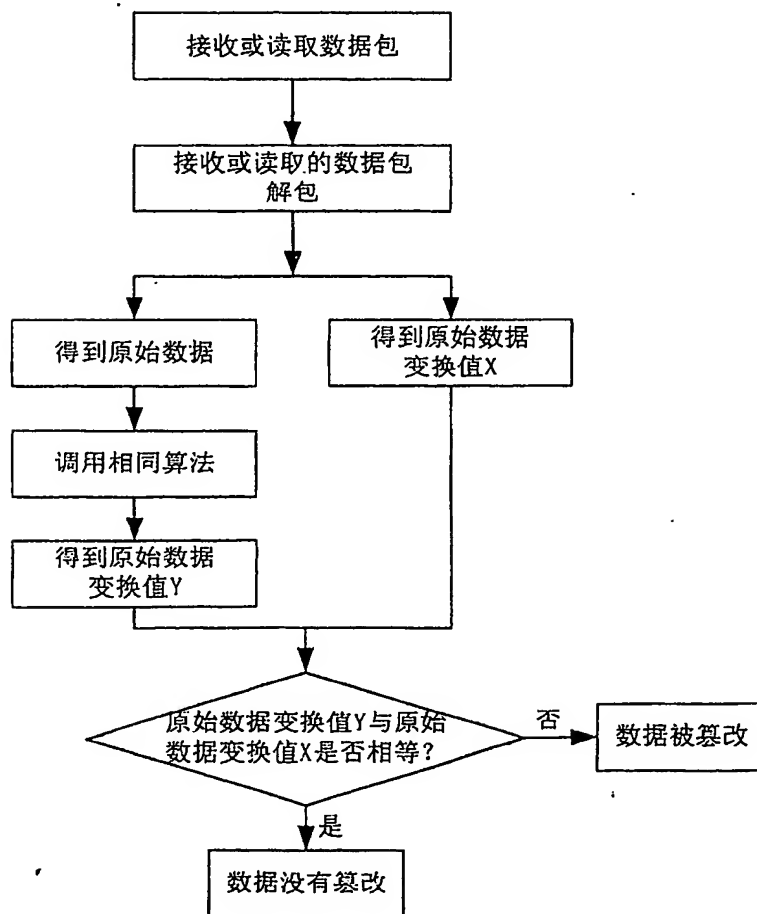 接收或读取数据包
接收或读取的数据包
解包
得到原始数据
得到原始数据
变换值X
调用相同算法
得到原始数据
变换值Y
原始数据变换值Y与原始
数据变换值X是否相等?
否
数据被篡改
是
数据没有篡改